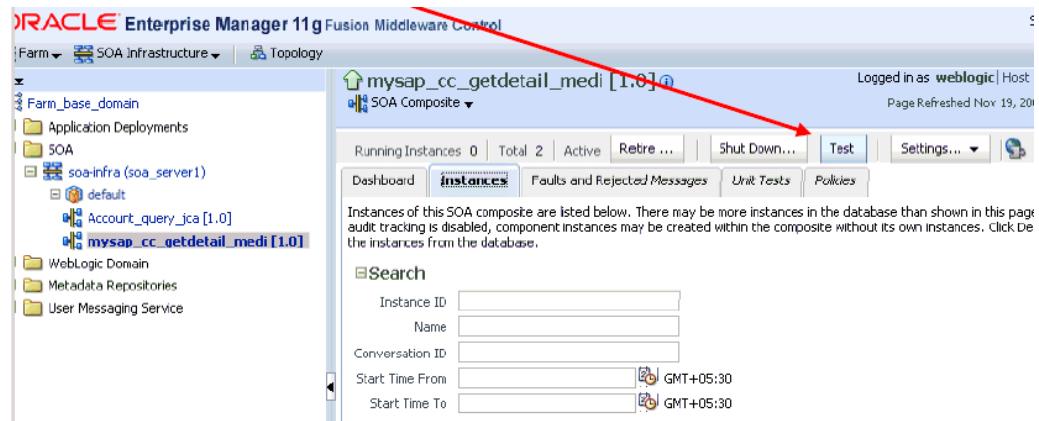 ORACLE Enterprise Manager 11g Fusion Middleware Control
Farm SOA Infrastructure Topology
Farm_base_domain
Application Deployments
SOA
soa-infra (soa_server1)
default
Account_query_jca [1.0]
mysap_cc_getdetail_medi [1.0]
WebLogic Domain
Metadata Repositories
User Messaging Service
mysap_cc_getdetail_medi [1.0]
Logged in as weblogic Host
SOA Composite
Page Refreshed Nov 19, 200
Running Instances 0 Total 2 Active Retire ... Shut Down... Test Settings...
Dashboard Instances Faults and Rejected Messages Unit Tests Policies
Instances of this SOA composite are listed below. There may be more instances in the database than shown in this page
audit tracking is disabled, component instances may be created within the composite without its own instances. Click De
the instances from the database.
Search
Instance ID
Name
Conversation ID
Start Time From GMT+05:30
Start Time To GMT+05:30